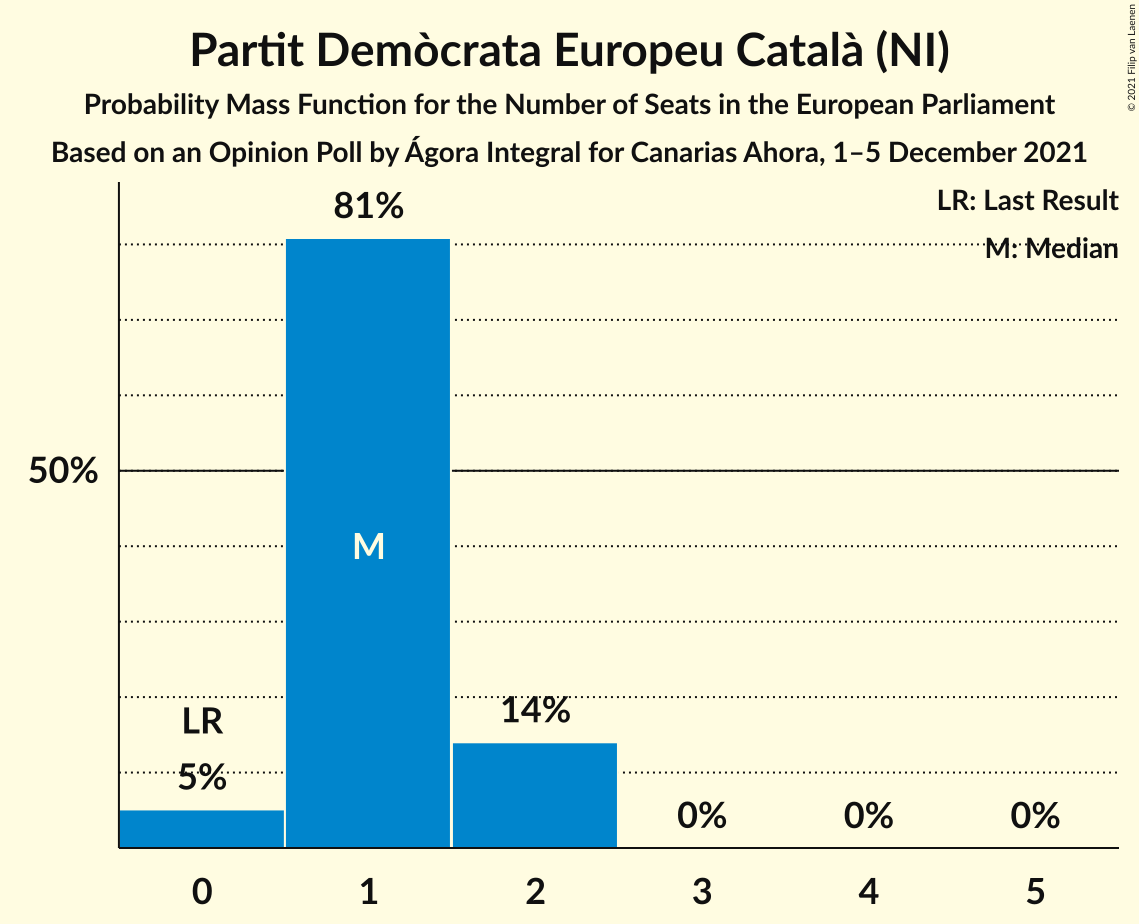 Partit Demòcrata Europeu Català (NI)
Probability Mass Function for the Number of Seats in the European Parliament
Based on an Opinion Poll by Ágora Integral for Canarias Ahora, 1–5 December 2021
© 2021 Filip van Laenen
LR: Last Result
M: Median
81%
50%
M
LR
5%
14%
0%
0%
0%
0
1
2
3
4
5